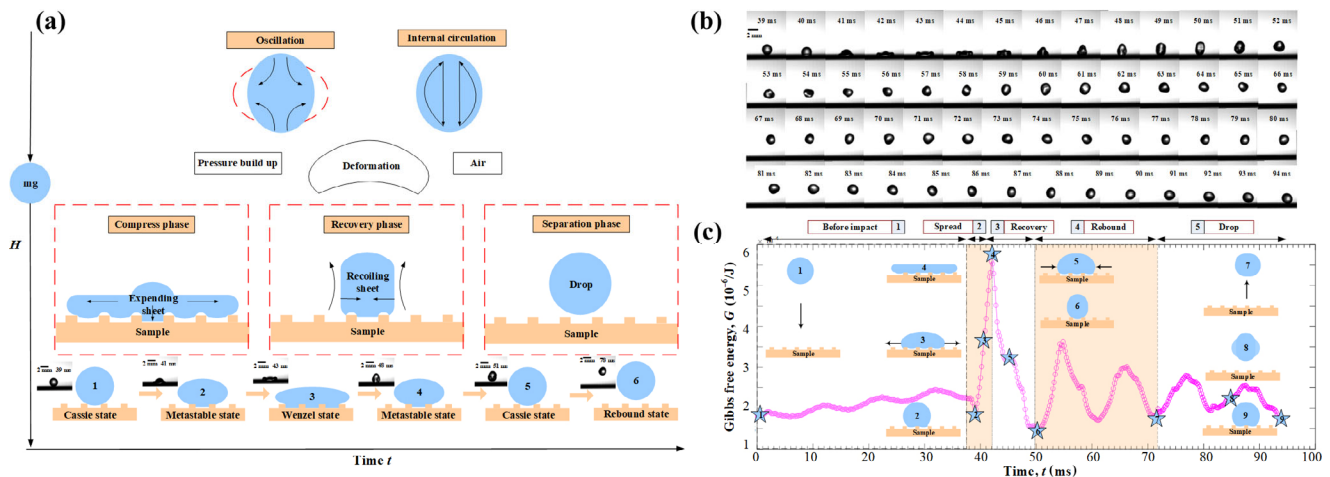 (a)
Oscillation
Internal circulation
Pressure build up
Deformation
Air
mg
H
Compress phase
Recovery phase
Separation phase
Expending
sheet
Sample
Recoiling
sheet
Sample
Drop
Sample
2 mm 39 ms
1
Cassie state
2 mm 41 ms
2
Metastable state
2 mm 43 ms
3
Wenzel state
2 mm 48 ms
4
Metastable state
2 mm 51 ms
5
Cassie state
2 mm 78 ms
6
Rebound state
Time t
(b)
39 ms 40 ms 41 ms 42 ms 43 ms 44 ms 45 ms 46 ms 47 ms 48 ms 49 ms 50 ms 51 ms 52 ms
2 mm
53 ms 54 ms 55 ms 56 ms 57 ms 58 ms 59 ms 60 ms 61 ms 62 ms 63 ms 64 ms 65 ms 66 ms
67 ms 68 ms 69 ms 70 ms 71 ms 72 ms 73 ms 74 ms 75 ms 76 ms 77 ms 78 ms 79 ms 80 ms
81 ms 82 ms 83 ms 84 ms 85 ms 86 ms 87 ms 88 ms 89 ms 90 ms 91 ms 92 ms 93 ms 94 ms
(c)
Before impact 1 Spread 2 3 Recovery 4 Rebound 5 Drop
Gibbs free energy, G (10⁻⁶/J)
6
5
4
3
2
1
1
Sample
4
Sample
3
Sample
2
Sample
5
Sample
6
Sample
7
Sample
8
Sample
9
Sample
1 2 3 4 5 6 7 8 9
0 10 20 30 40 50 60 70 80 90 100
Time, t (ms)